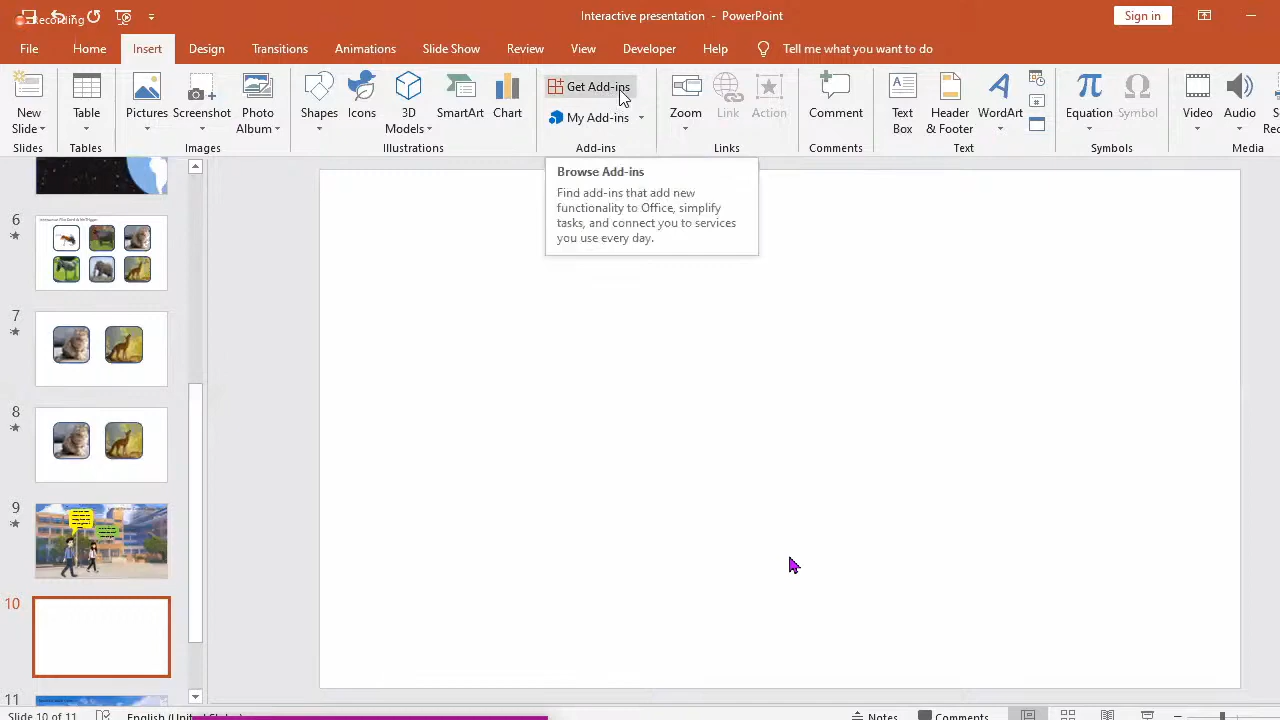 Recording
Interactive presentation - PowerPoint
Sign in
File Home Insert Design Transitions Animations Slide Show Review View Developer Help Tell me what you want to do
New Slide
Table
Pictures
Screenshot
Photo Album
Shapes
Icons
3D Models
SmartArt
Chart
Get Add-ins
My Add-ins
Zoom
Link
Action
Comment
Text Box
Header & Footer
WordArt
Equation
Symbol
Video
Audio
Slides Tables Images Illustrations Add-ins Links Comments Text Symbols Media
Browse Add-ins
Find add-ins that add new
functionality to Office, simplify
tasks, and connect you to services
you use every day.
6
7
8
9
10
11
Slide 10 of 11
Notes
Comments